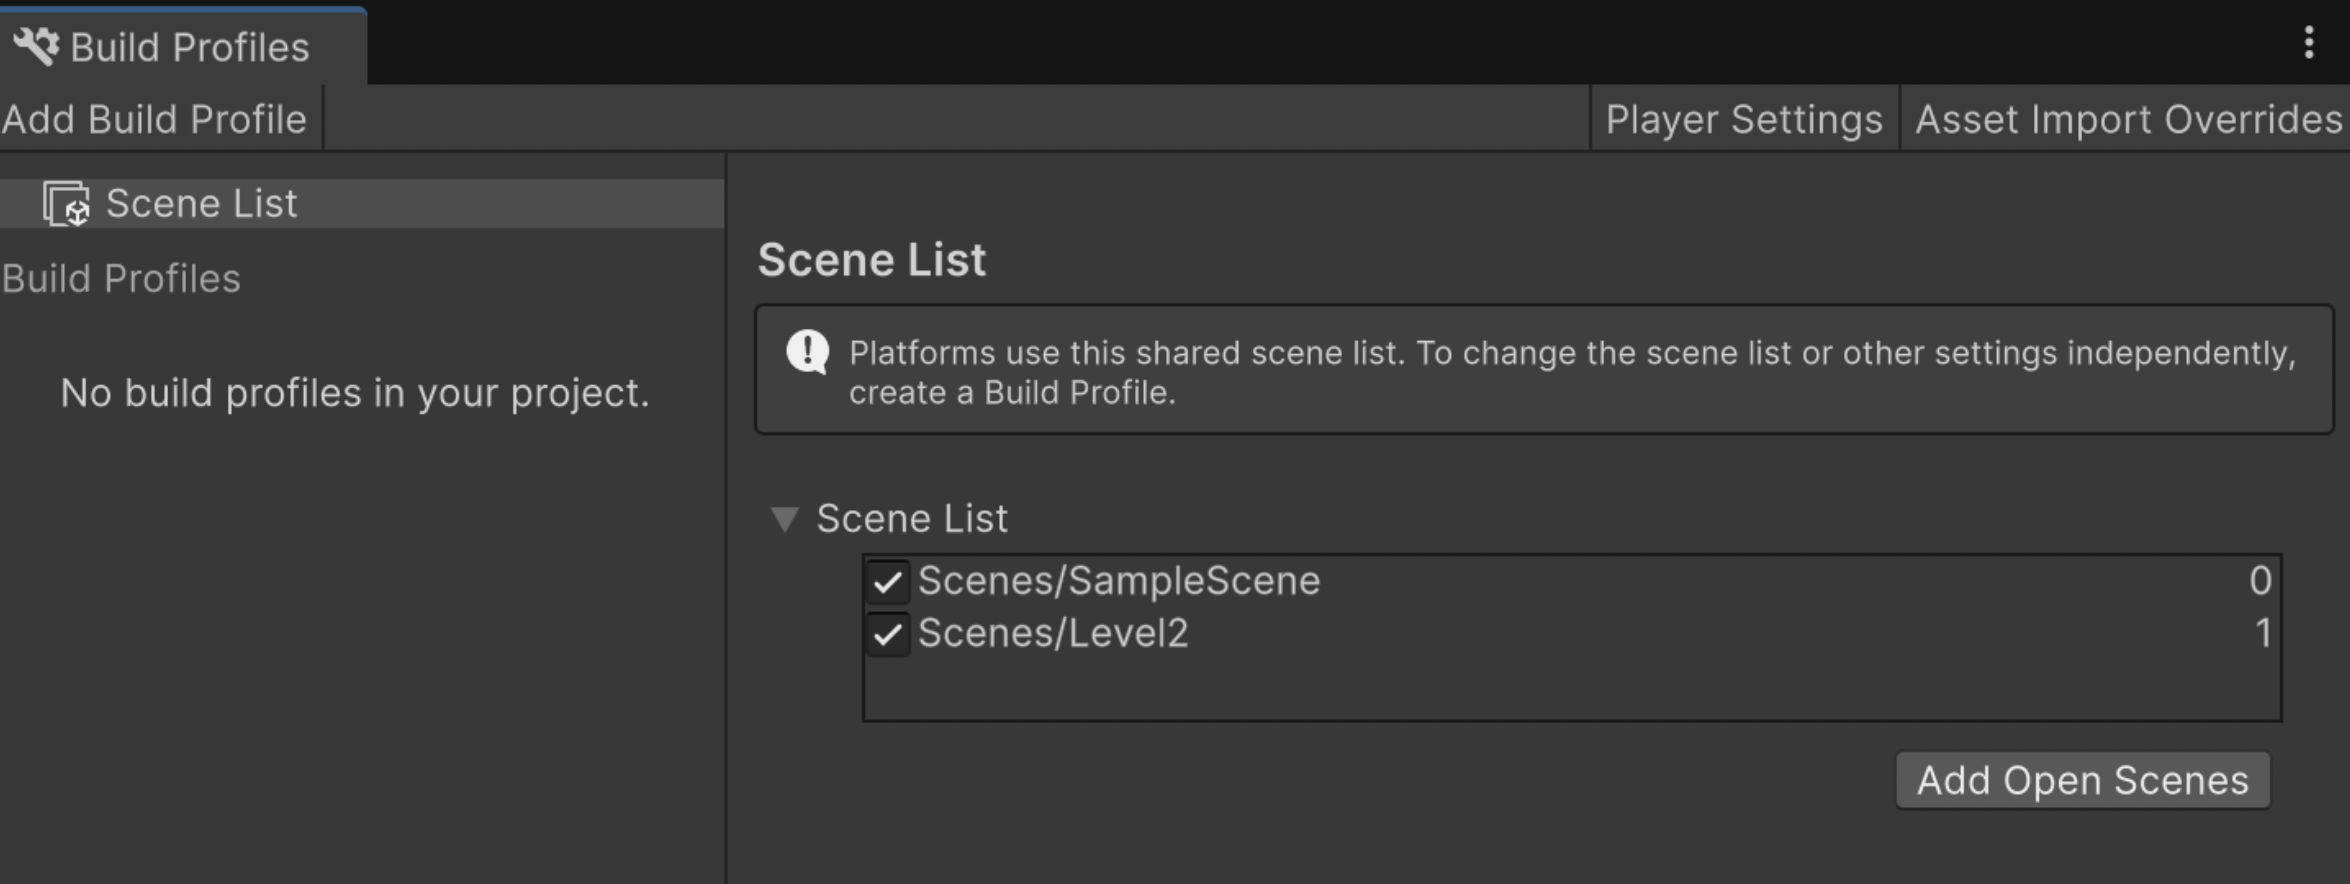 Build Profiles
Add Build Profile
Player Settings
Asset Import Overrides
Scene List
Build Profiles
No build profiles in your project.
Scene List
Platforms use this shared scene list. To change the scene list or other settings independently,
create a Build Profile.
Scene List
Scenes/SampleScene 0
Scenes/Level2 1
Add Open Scenes